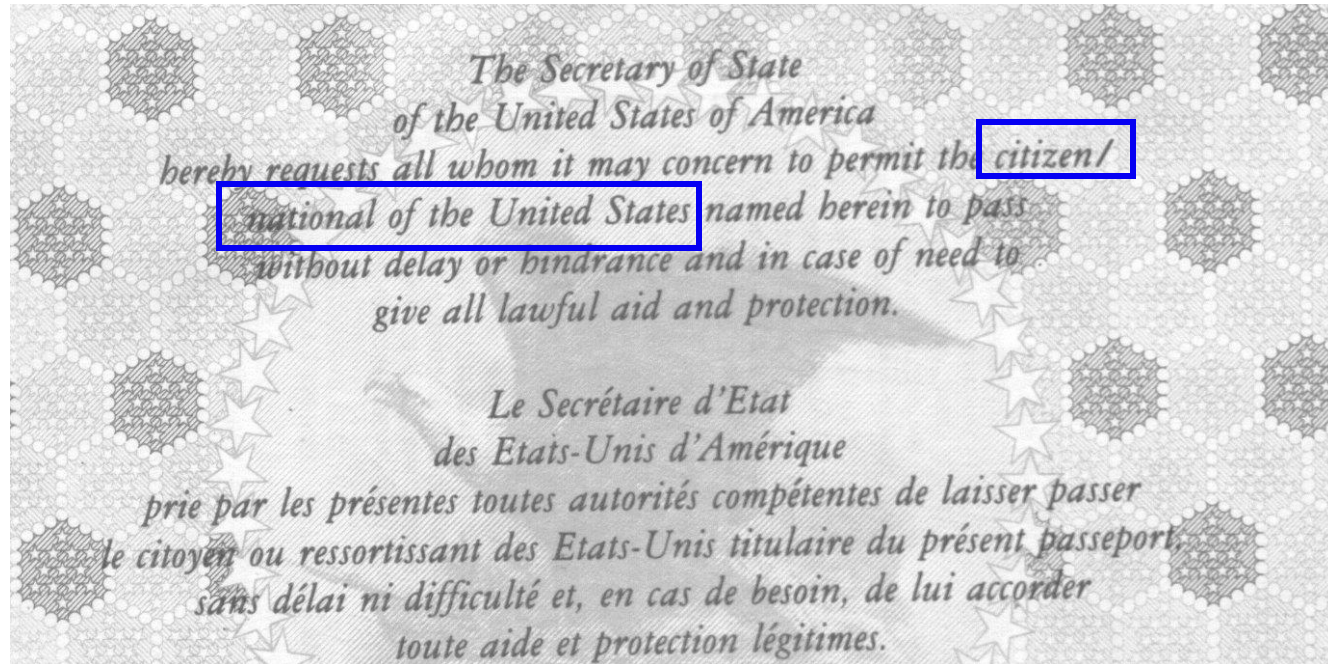 The Secretary of State
of the United States of America
hereby requests all whom it may concern to permit the citizen/
national of the United States named herein to pass
without delay or hindrance and in case of need to
give all lawful aid and protection.
Le Secrétaire d'Etat
des Etats-Unis d'Amérique
prie par les présentes toutes autorités compétentes de laisser passer
le citoyen ou ressortissant des Etats-Unis titulaire du présent passeport,
sans délai ni difficulté et, en cas de besoin, de lui accorder
toute aide et protection légitimes.